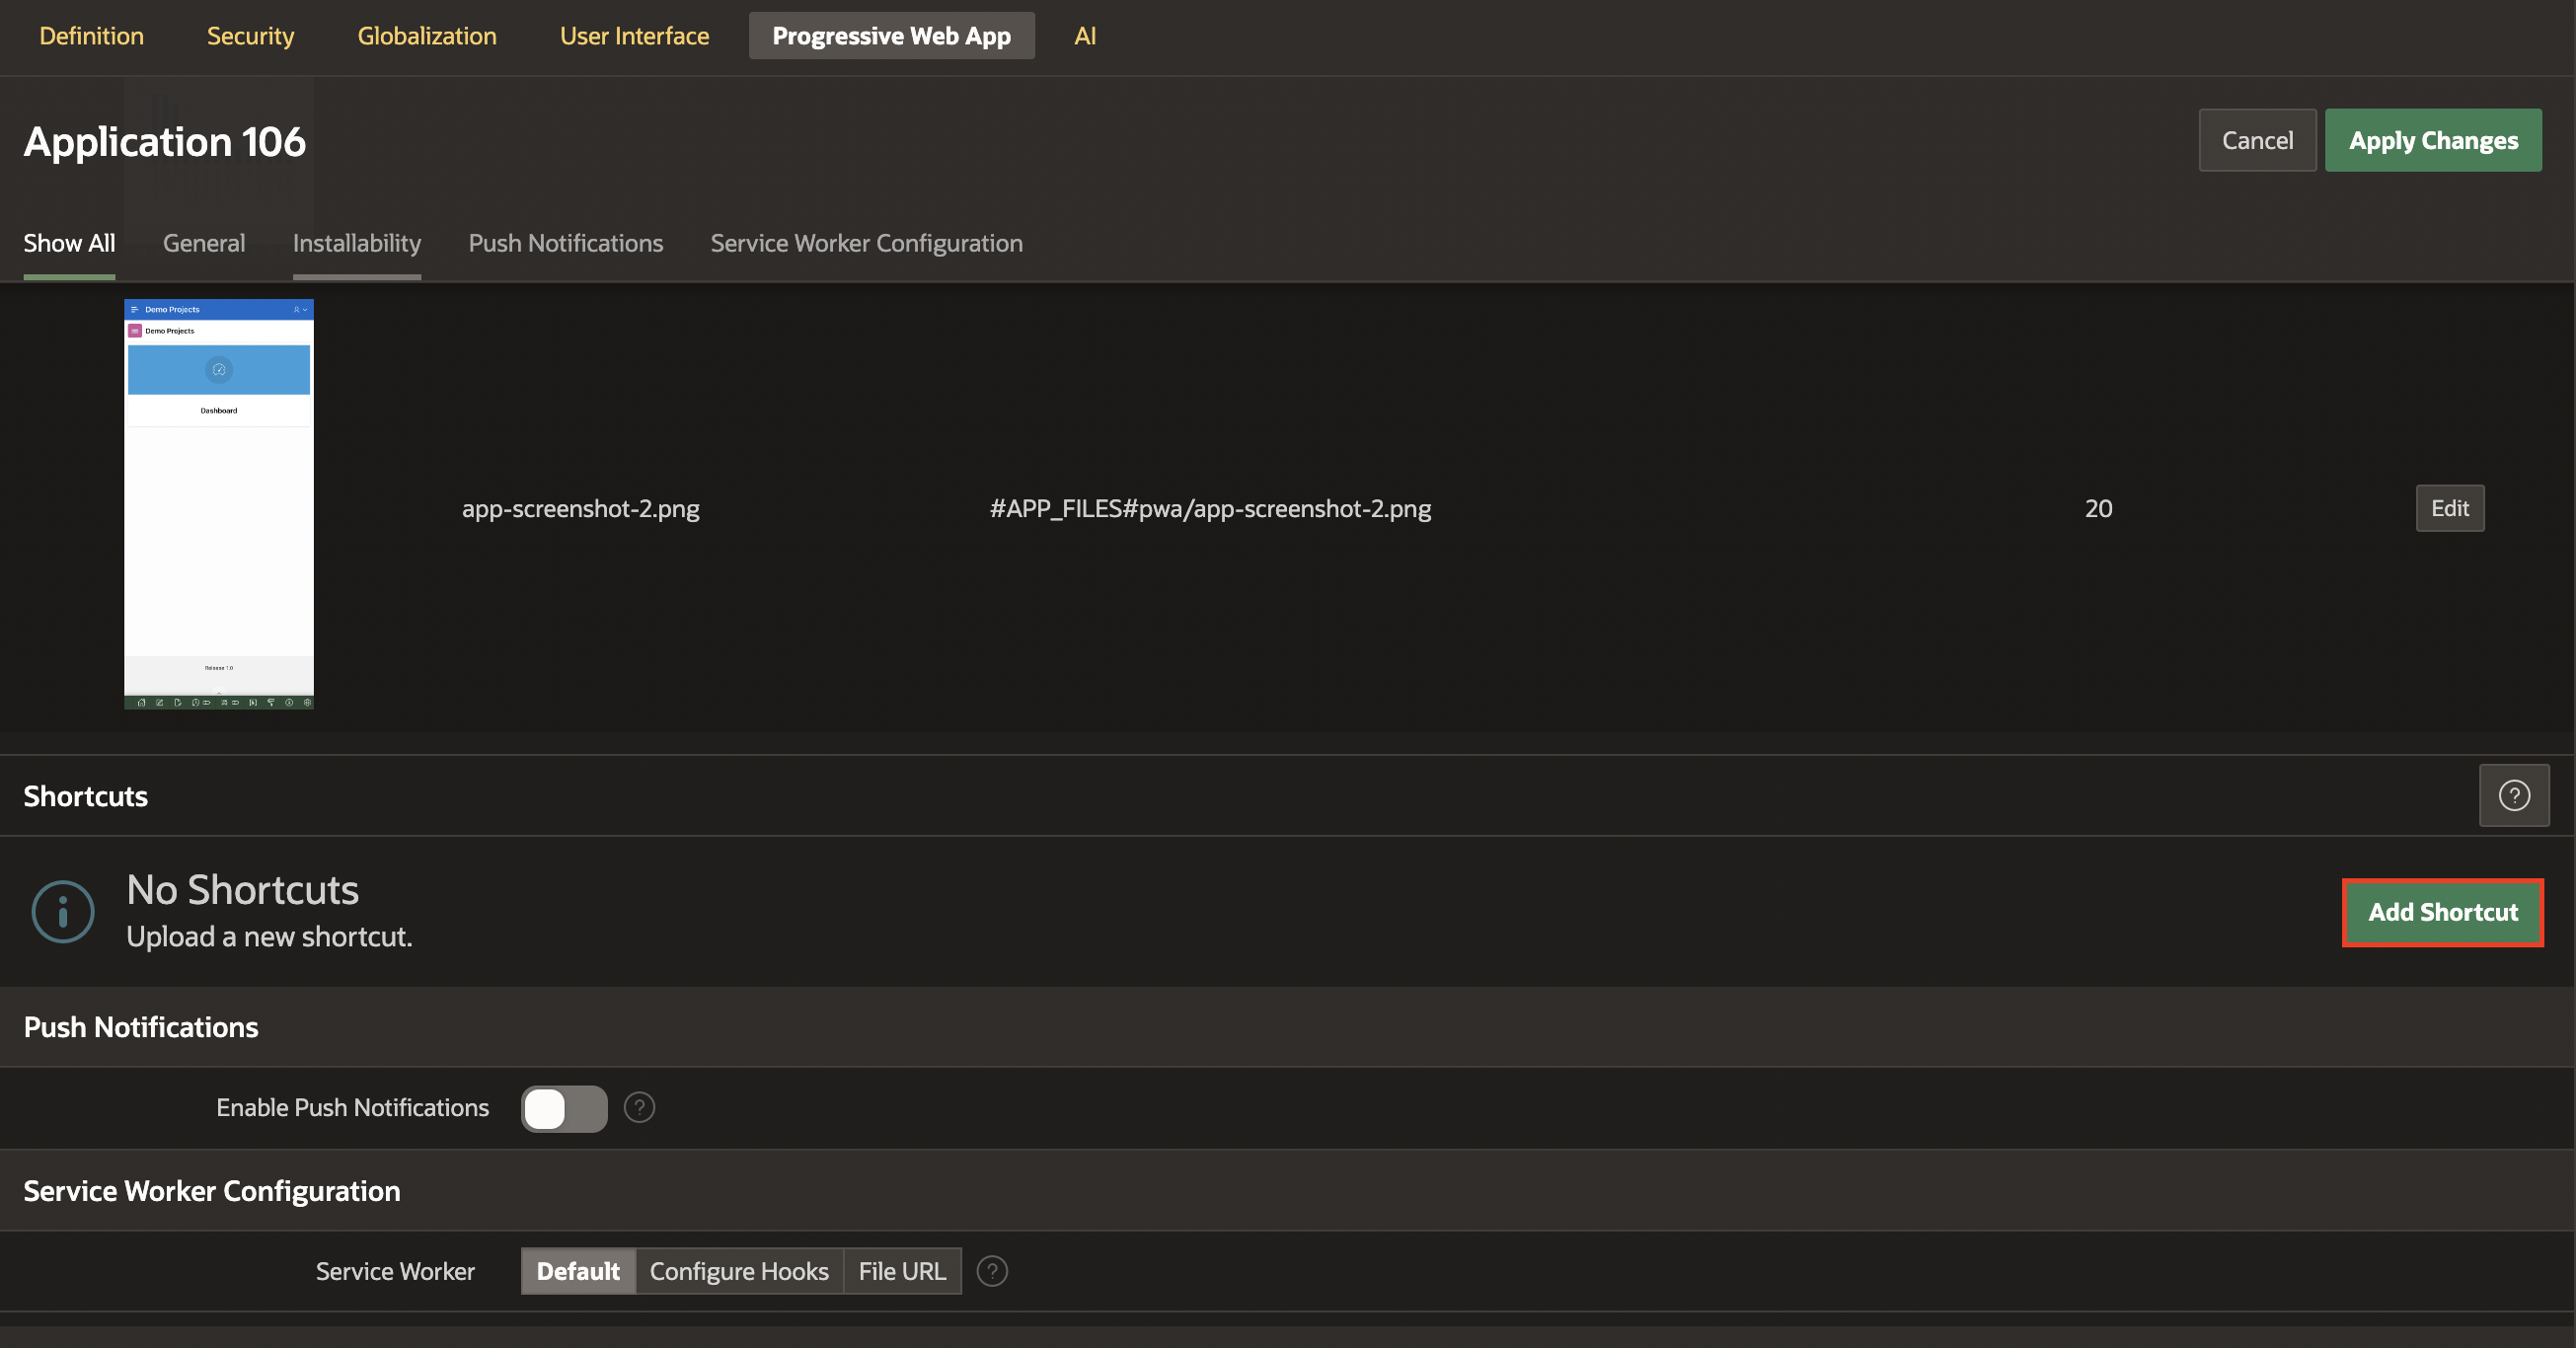 Definition Security Globalization User Interface Progressive Web App AI
Application 106
Cancel Apply Changes
Show All General Installability Push Notifications Service Worker Configuration
Demo Projects
Demo Projects
Dashboard
Release 1.0
app-screenshot-2.png #APP_FILES#pwa/app-screenshot-2.png 20 Edit
Shortcuts
?
No Shortcuts
Upload a new shortcut.
Add Shortcut
Push Notifications
Enable Push Notifications ?
Service Worker Configuration
Service Worker Default Configure Hooks File URL ?